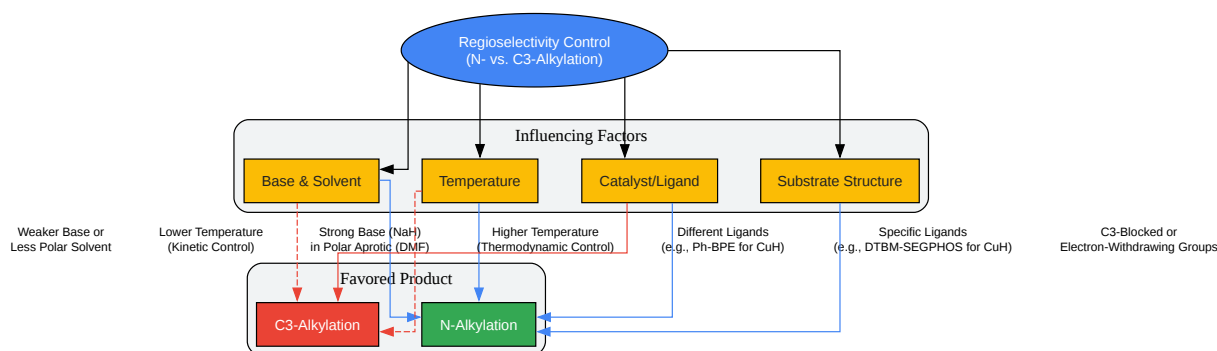 Regioselectivity Control
(N- vs. C3-Alkylation)
Influencing Factors
Base & Solvent
Temperature
Catalyst/Ligand
Substrate Structure
Weaker Base or
Less Polar Solvent
Lower Temperature
(Kinetic Control)
Strong Base (NaH)
in Polar Aprotic (DMF)
Higher Temperature
(Thermodynamic Control)
Different Ligands
(e.g., Ph-BPE for CuH)
Specific Ligands
(e.g., DTBM-SEGPHOS for CuH)
C3-Blocked or
Electron-Withdrawing Groups
Favored Product
C3-Alkylation
N-Alkylation